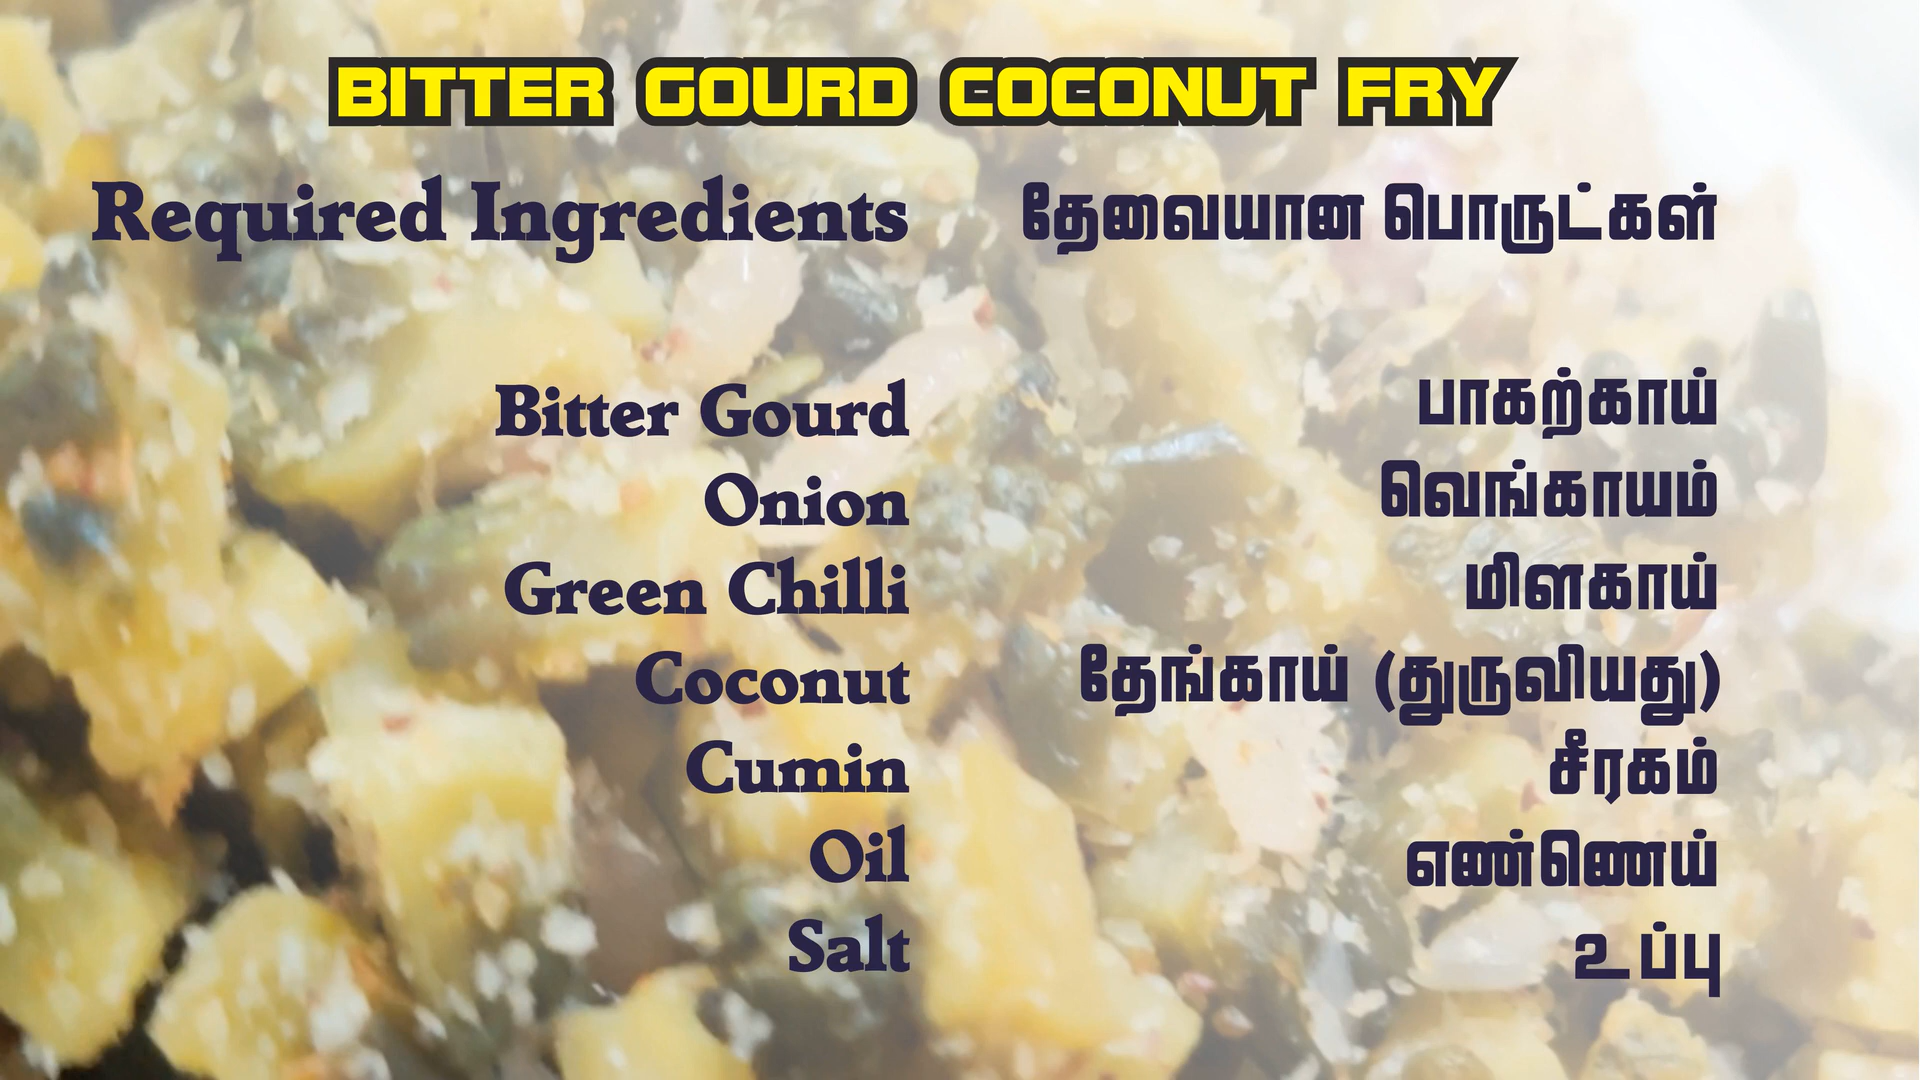 BITTER GOURD COCONUT FRY
Required Ingredients தேவையான பொருட்கள்
Bitter Gourd பாகற்காய்
Onion வெங்காயம்
Green Chilli மிளகாய்
Coconut தேங்காய் (துருவியது)
Cumin சீரகம்
Oil எண்ணெய்
Salt உப்பு